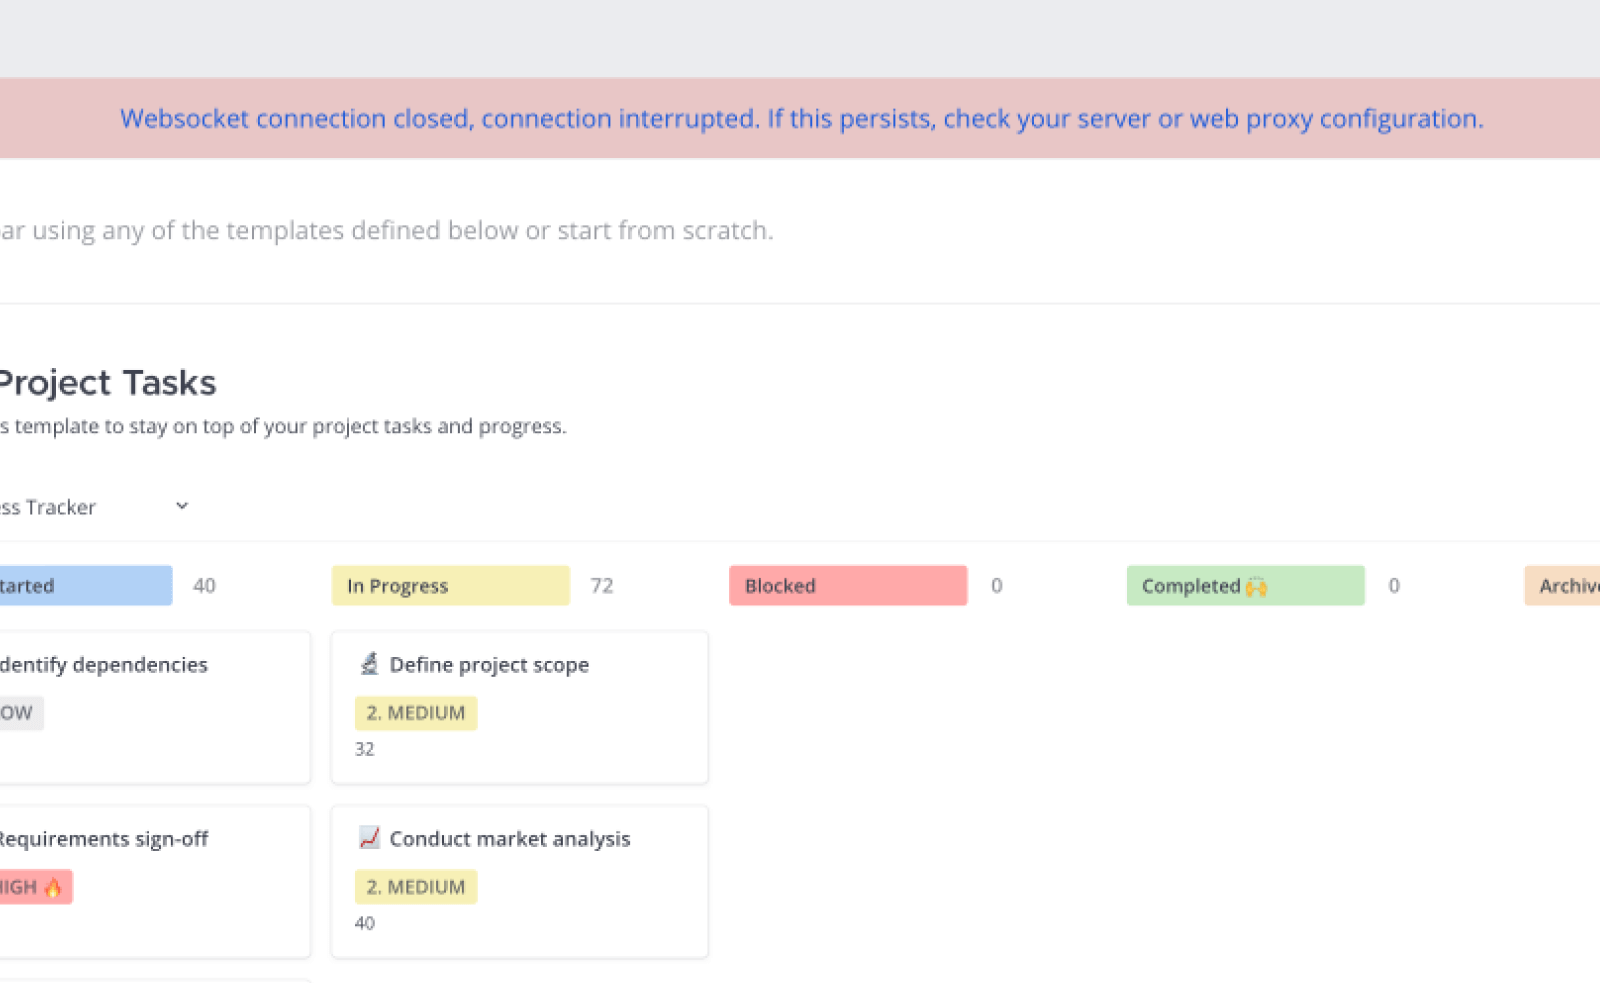 Websocket connection closed, connection interrupted. If this persists, check your server or web proxy configuration.
ar using any of the templates defined below or start from scratch.
Project Tasks
s template to stay on top of your project tasks and progress.
ss Tracker
tarted 40 In Progress 72 Blocked 0 Completed 🙌 0 Archiv
dentify dependencies
OW
Define project scope
2. MEDIUM
32
Requirements sign-off
HIGH 🔥
Conduct market analysis
2. MEDIUM
40